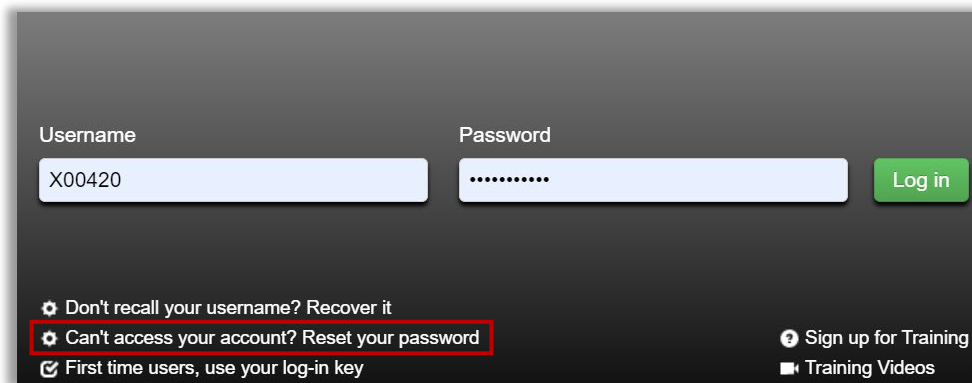 Username
Password
X00420
•••••••••••
Log in
Don't recall your username? Recover it
Can't access your account? Reset your password
First time users, use your log-in key
Sign up for Training
Training Videos